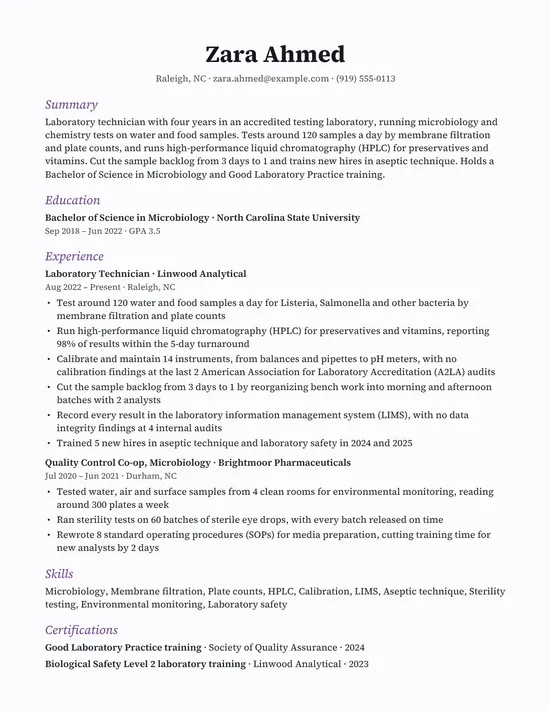 Zara Ahmed
Raleigh, NC · zara.ahmed@example.com · (919) 555-0113
Summary
Laboratory technician with four years in an accredited testing laboratory, running microbiology and
chemistry tests on water and food samples. Tests around 120 samples a day by membrane filtration
and plate counts, and runs high-performance liquid chromatography (HPLC) for preservatives and
vitamins. Cut the sample backlog from 3 days to 1 and trains new hires in aseptic technique. Holds a
Bachelor of Science in Microbiology and Good Laboratory Practice training.
Education
Bachelor of Science in Microbiology · North Carolina State University
Sep 2018 – Jun 2022 · GPA 3.5
Experience
Laboratory Technician · Linwood Analytical
Aug 2022 – Present · Raleigh, NC
• Test around 120 water and food samples a day for Listeria, Salmonella and other bacteria by
membrane filtration and plate counts
• Run high-performance liquid chromatography (HPLC) for preservatives and vitamins, reporting
98% of results within the 5-day turnaround
• Calibrate and maintain 14 instruments, from balances and pipettes to pH meters, with no
calibration findings at the last 2 American Association for Laboratory Accreditation (A2LA) audits
• Cut the sample backlog from 3 days to 1 by reorganizing bench work into morning and afternoon
batches with 2 analysts
• Record every result in the laboratory information management system (LIMS), with no data
integrity findings at 4 internal audits
• Trained 5 new hires in aseptic technique and laboratory safety in 2024 and 2025
Quality Control Co-op, Microbiology · Brightmoor Pharmaceuticals
Jul 2020 – Jun 2021 · Durham, NC
• Tested water, air and surface samples from 4 clean rooms for environmental monitoring, reading
around 300 plates a week
• Ran sterility tests on 60 batches of sterile eye drops, with every batch released on time
• Rewrote 8 standard operating procedures (SOPs) for media preparation, cutting training time for
new analysts by 2 days
Skills
Microbiology, Membrane filtration, Plate counts, HPLC, Calibration, LIMS, Aseptic technique, Sterility
testing, Environmental monitoring, Laboratory safety
Certifications
Good Laboratory Practice training · Society of Quality Assurance · 2024
Biological Safety Level 2 laboratory training · Linwood Analytical · 2023